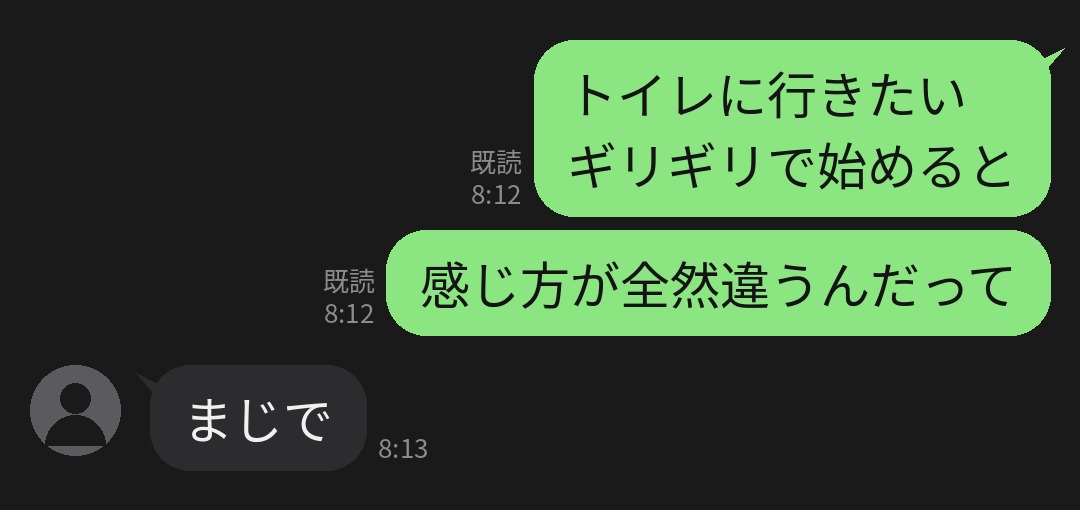 トイレに行きたい
ギリギリで始めると
既読
8:12
感じ方が全然違うんだって
既読
8:12
まじで
8:13